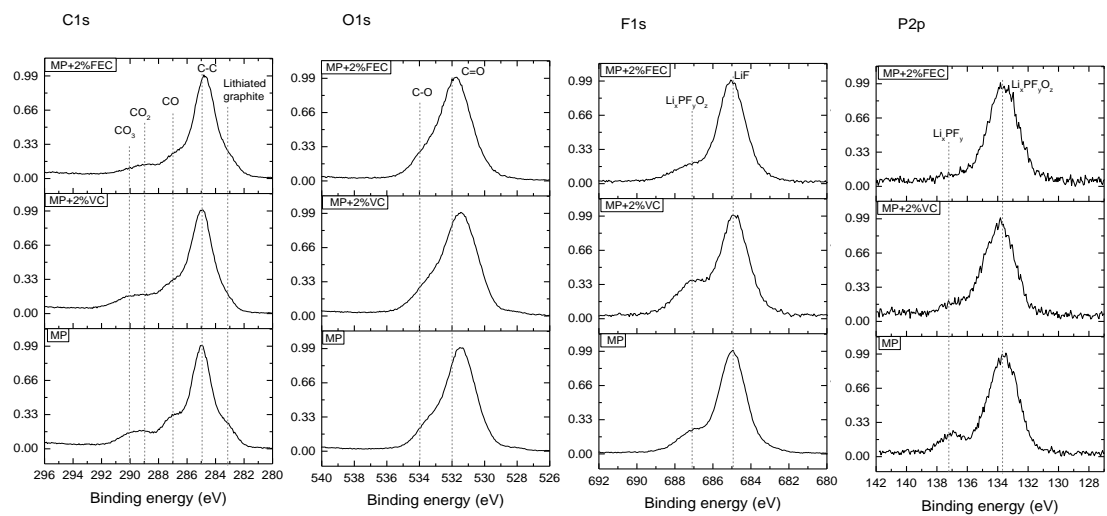 C1s
O1s
F1s
P2p
MP+2%FEC
C-C
Lithiated
graphite
CO
CO2
CO3
0.99
0.66
0.33
0.00
MP+2%VC
0.99
0.66
0.33
0.00
MP
0.99
0.66
0.33
0.00
296 292 288 284 280
Binding energy (eV)
MP+2%FEC
C=O
C-O
0.99
0.66
0.33
0.00
MP+2%VC
0.99
0.66
0.33
0.00
MP
0.99
0.66
0.33
0.00
540 538 536 534 532 530 528 526
Binding energy (eV)
MP+2%FEC
LiF
LixPFyOz
0.99
0.66
0.33
0.00
MP+2%VC
0.99
0.66
0.33
0.00
MP
0.99
0.66
0.33
0.00
692 690 688 686 684 682 680
Binding energy (eV)
MP+2%FEC
LixPFyOz
LixPFy
0.99
0.66
0.33
0.00
MP+2%VC
0.99
0.66
0.33
0.00
MP
0.99
0.66
0.33
0.00
142 140 138 136 134 132 130 128
Binding energy (eV)